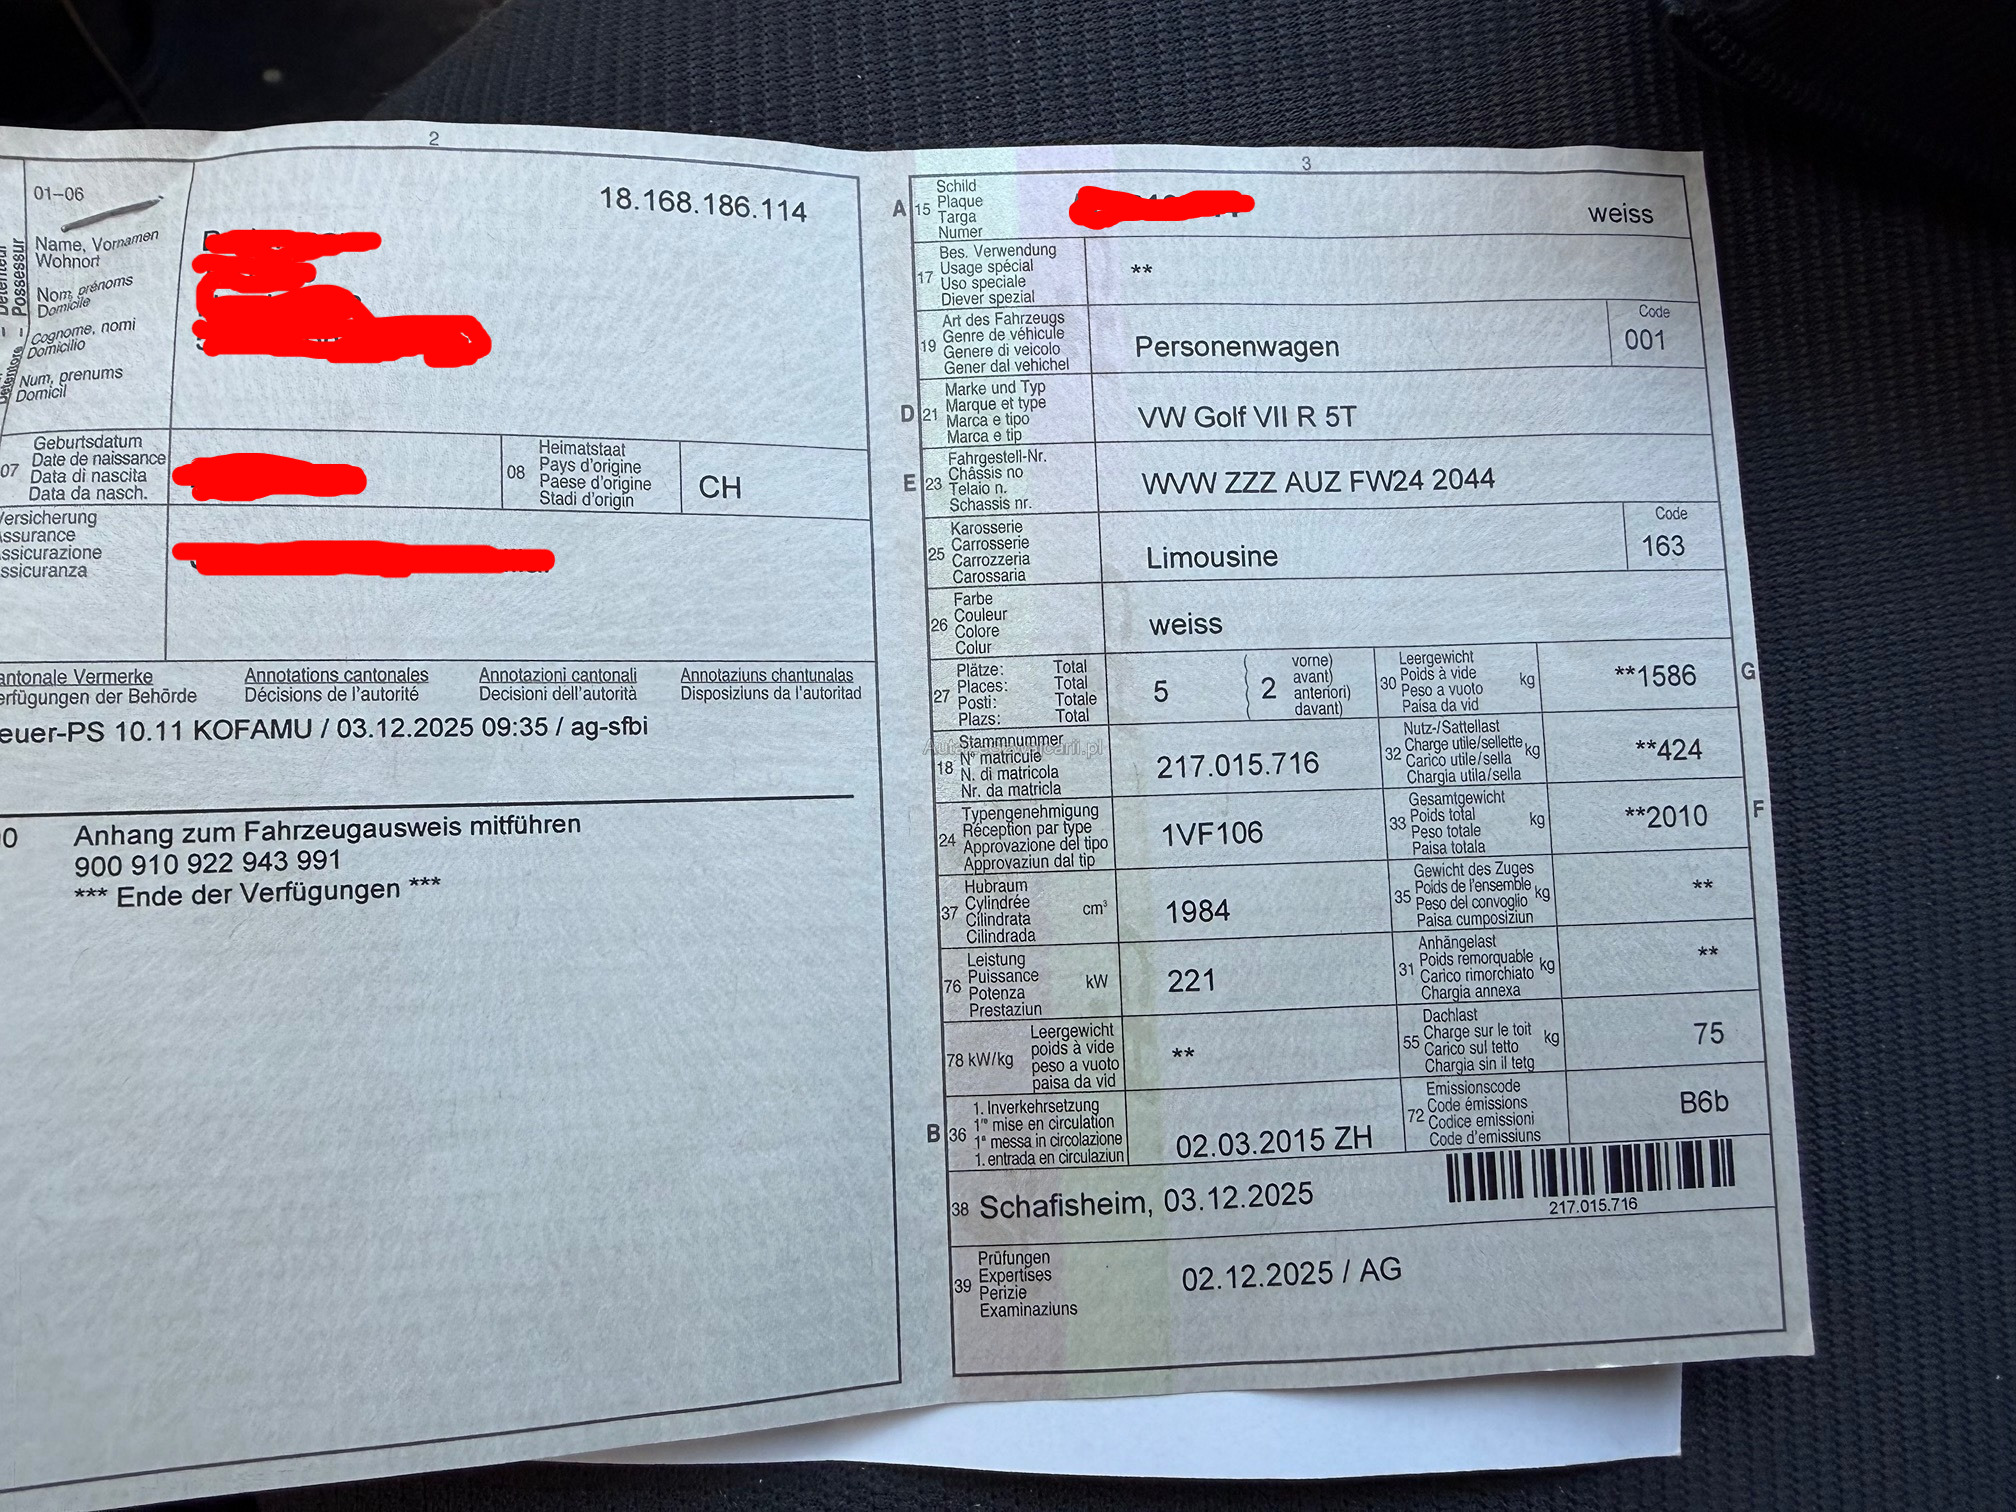 2
01–06
18.168.186.114
Name, Vornamen
Wohnort
Nom, prénoms
Domicile
Cognome, nomi
Domicilio
Num, prenums
Domicil
Possessur
Geburtsdatum
07 Date de naissance
Data di nascita
Data da nasch.
08
Heimatstaat
Pays d'origine
Paese d'origine
Stadi d'origin
CH
Versicherung
Assurance
ssicurazione
ssicuranza
antonale Vermerke Annotations cantonales Annotazioni cantonali Annotaziuns chantunalas
erfügungen der Behörde Décisions de l'autorité Decisioni dell'autorità Disposiziuns da l'autoritad
euer-PS 10.11 KOFAMU / 03.12.2025 09:35 / ag-sfbi
Anhang zum Fahrzeugausweis mitführen
900 910 922 943 991
*** Ende der Verfügungen ***
3
A 15
Schild
Plaque
Targa
Numer
weiss
17
Bes. Verwendung
Usage spécial
Uso speciale
Diever spezial
**
19
Art des Fahrzeugs
Genre de véhicule
Genere di veicolo
Gener dal vehichel
Personenwagen
Code
001
D 21
Marke und Typ
Marque et type
Marca e tipo
Marca e tip
VW Golf VII R 5T
E 23
Fahrgestell-Nr.
Châssis no
Telaio n.
Schassis nr.
WVW ZZZ AUZ FW24 2044
25
Karosserie
Carrosserie
Carrozzeria
Carossaria
Limousine
Code
163
26
Farbe
Couleur
Colore
Colur
weiss
27
Plätze: Total
Places: Total
Posti: Totale
Plazs: Total
5
2
vorne)
avant)
anteriori)
davant)
30
Leergewicht
Poids à vide
Peso a vuoto
Paisa da vid
kg
**1586
G
18
Stammnummer
N° matricule
N. di matricola
Nr. da matricla
217.015.716
32
Nutz-/Sattellast
Charge utile/sellette
Carico utile/sella
Chargia utila/sella
kg
**424
24
Typengenehmigung
Réception par type
Approvazione del tipo
Approvaziun dal tip
1VF106
33
Gesamtgewicht
Poids total
Peso totale
Paisa totala
kg
**2010
F
37
Hubraum
Cylindrée
Cilindrata
Cilindrada
cm³
1984
35
Gewicht des Zuges
Poids de l'ensemble
Peso del convoglio
Paisa cumposiziun
kg
**
76
Leistung
Puissance
Potenza
Prestaziun
kW
221
31
Anhängelast
Poids remorquable
Carico rimorchiato
Chargia annexa
kg
**
78 kW/kg
Leergewicht
poids à vide
peso a vuoto
paisa da vid
**
55
Dachlast
Charge sur le toit
Carico sul tetto
Chargia sin il tetg
kg
75
B 36
1. Inverkehrsetzung
1re mise en circulation
1a messa in circolazione
1. entrada en circulaziun
02.03.2015 ZH
72
Emissionscode
Code émissions
Codice emissioni
Code d'emissiuns
B6b
38 Schafisheim, 03.12.2025
217.015.716
39
Prüfungen
Expertises
Perizie
Examinaziuns
02.12.2025 / AG